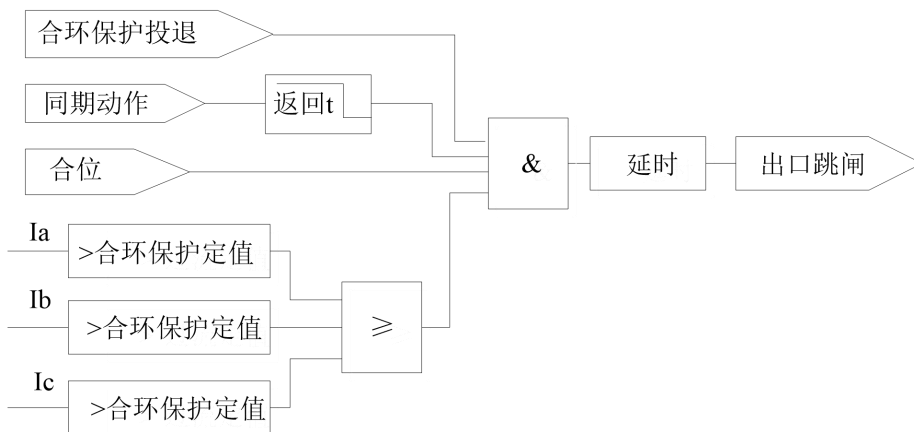 合环保护投退
同期动作
返回t
合位
&
延时
出口跳闸
Ia
>合环保护定值
Ib
>合环保护定值
≥
Ic
>合环保护定值